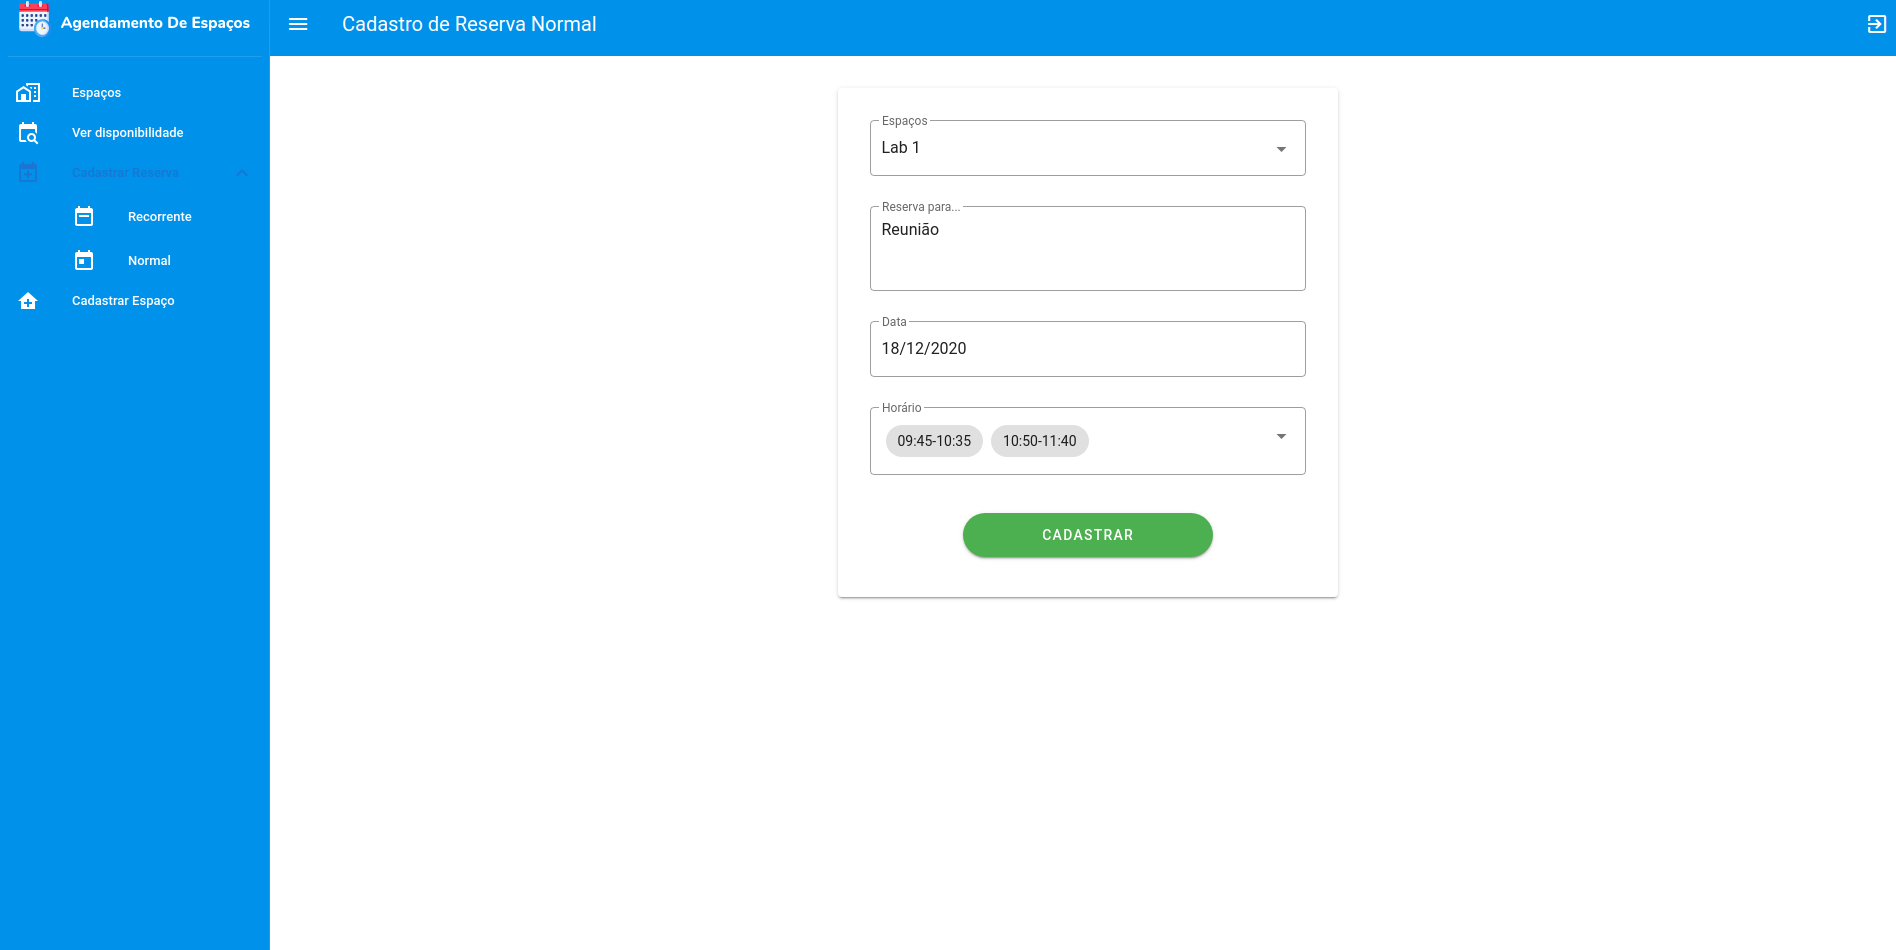 Agendamento De Espaços
Cadastro de Reserva Normal
Espaços
Ver disponibilidade
Cadastrar Reserva
Recorrente
Normal
Cadastrar Espaço
Espaços
Lab 1
Reserva para...
Reunião
Data
18/12/2020
Horário
09:45-10:35 10:50-11:40
CADASTRAR